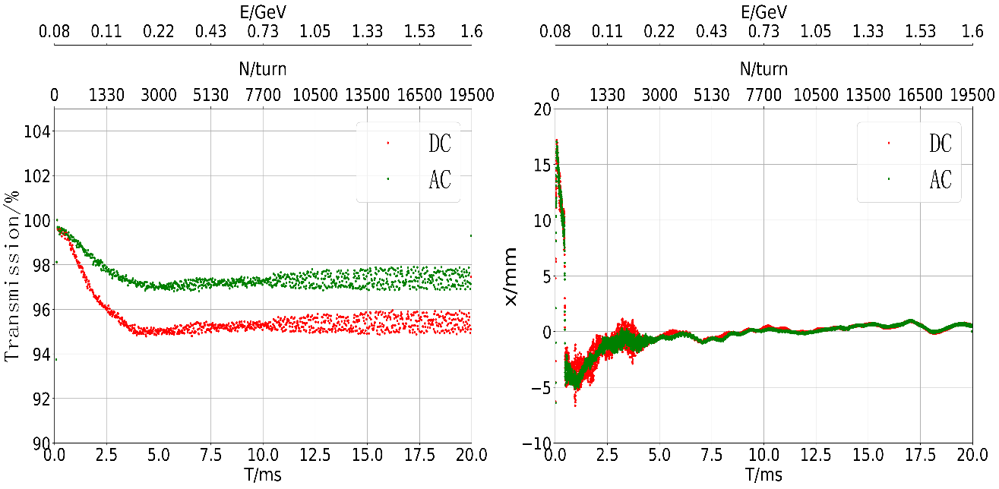 E/GeV
0.08 0.11 0.22 0.43 0.73 1.05 1.33 1.53 1.6
N/turn
0 1330 3000 5130 7700 10500 13500 16500 19500
104
102
100
98
96
94
92
90
Transmission/%
DC
AC
0.0 2.5 5.0 7.5 10.0 12.5 15.0 17.5 20.0
T/ms
E/GeV
0.08 0.11 0.22 0.43 0.73 1.05 1.33 1.53 1.6
N/turn
0 1330 3000 5130 7700 10500 13500 16500 19500
20
15
10
5
0
−5
−10
x/mm
DC
AC
0.0 2.5 5.0 7.5 10.0 12.5 15.0 17.5 20.0
T/ms